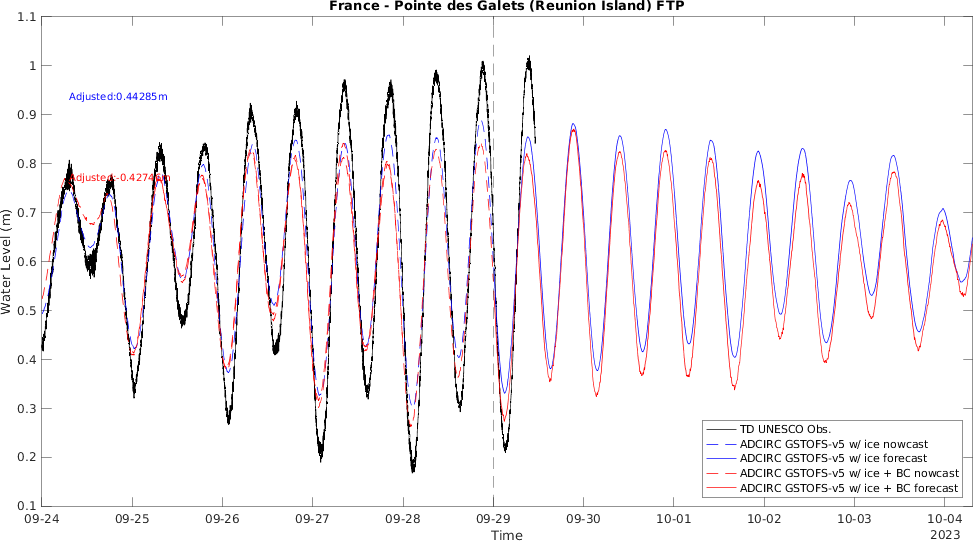 France - Pointe des Galets (Reunion Island) FTP
1.1
1
0.9
0.8
0.7
0.6
0.5
0.4
0.3
0.2
0.1
Water Level (m)
Adjusted:0.44285m
TD UNESCO Obs.
ADCIRC GSTOFS-v5 w/ ice nowcast
ADCIRC GSTOFS-v5 w/ ice forecast
ADCIRC GSTOFS-v5 w/ ice + BC nowcast
ADCIRC GSTOFS-v5 w/ ice + BC forecast
09-24 09-25 09-26 09-27 09-28 09-29 09-30 10-01 10-02 10-03 10-04
Time
2023